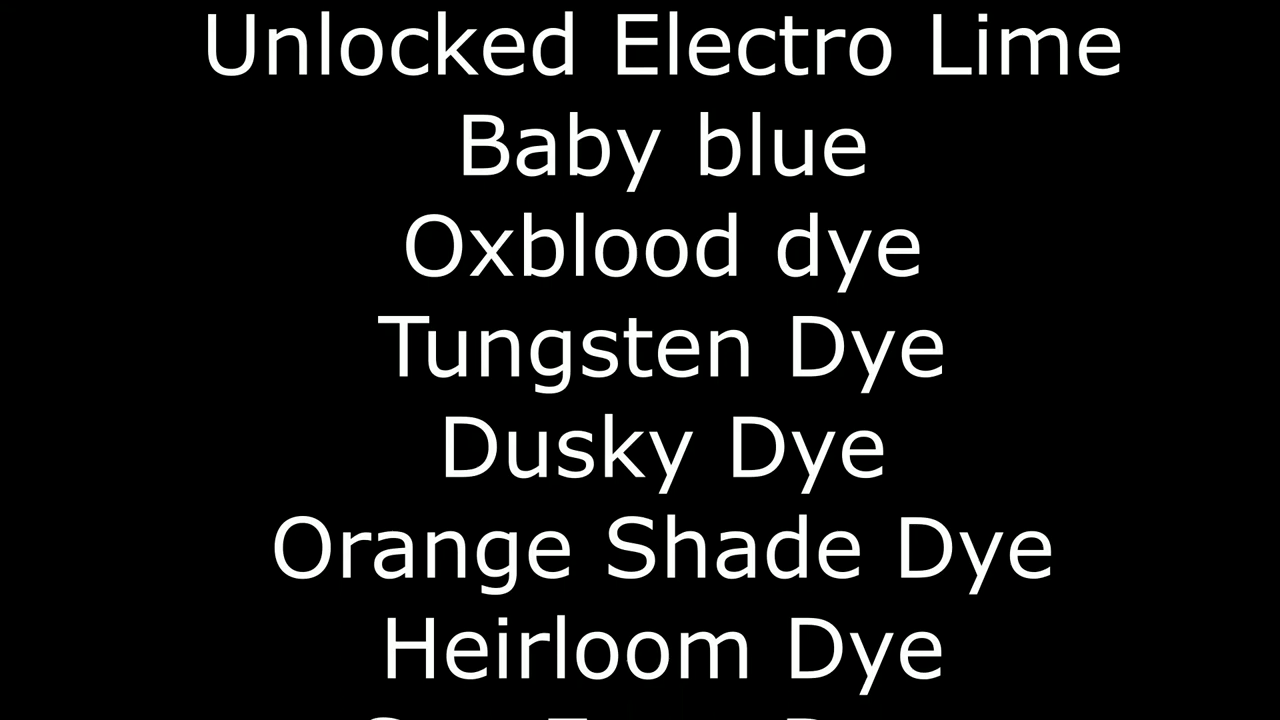 Unlocked Electro Lime
Baby blue
Oxblood dye
Tungsten Dye
Dusky Dye
Orange Shade Dye
Heirloom Dye